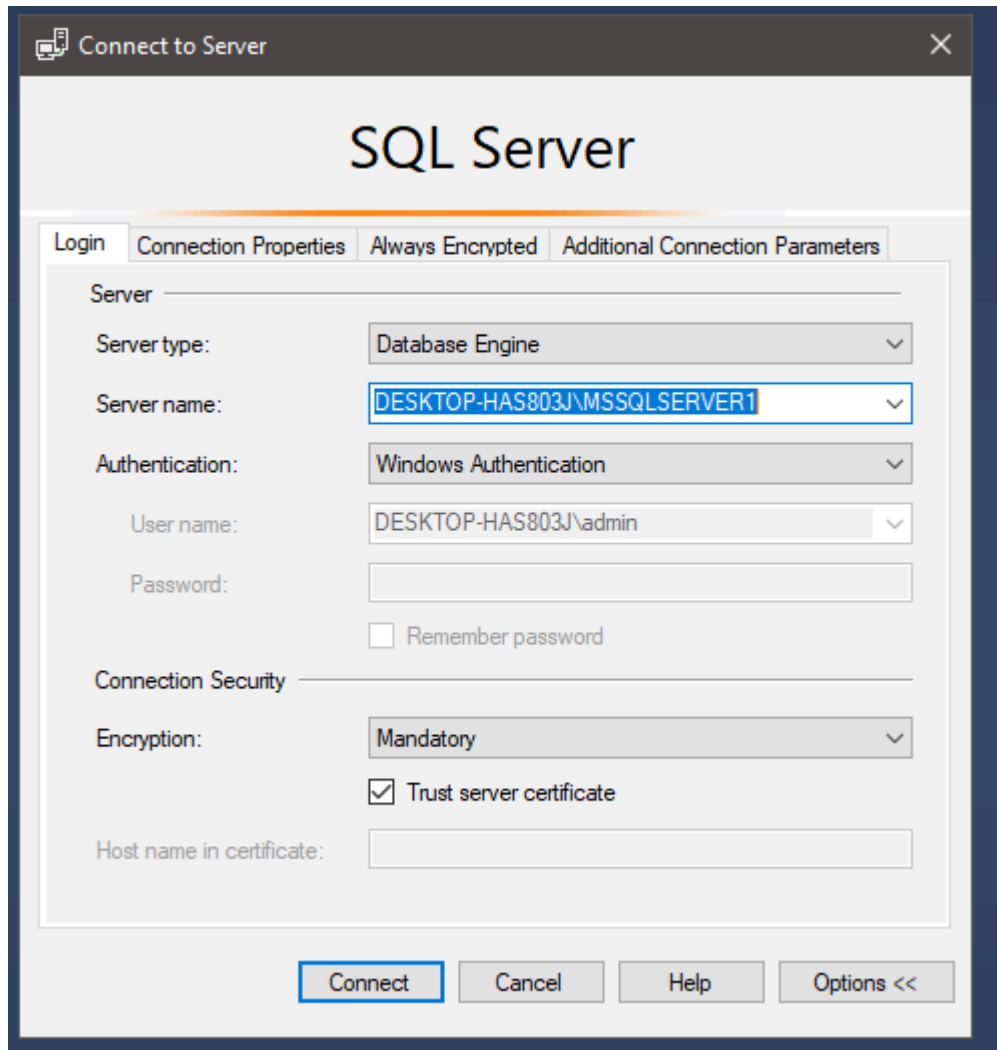 Connect to Server
SQL Server
Login Connection Properties Always Encrypted Additional Connection Parameters
Server
Server type: Database Engine
Server name: DESKTOP-HAS803J\MSSQLSERVER1
Authentication: Windows Authentication
User name: DESKTOP-HAS803J\admin
Password:
Remember password
Connection Security
Encryption: Mandatory
Trust server certificate
Host name in certificate:
Connect Cancel Help Options <<